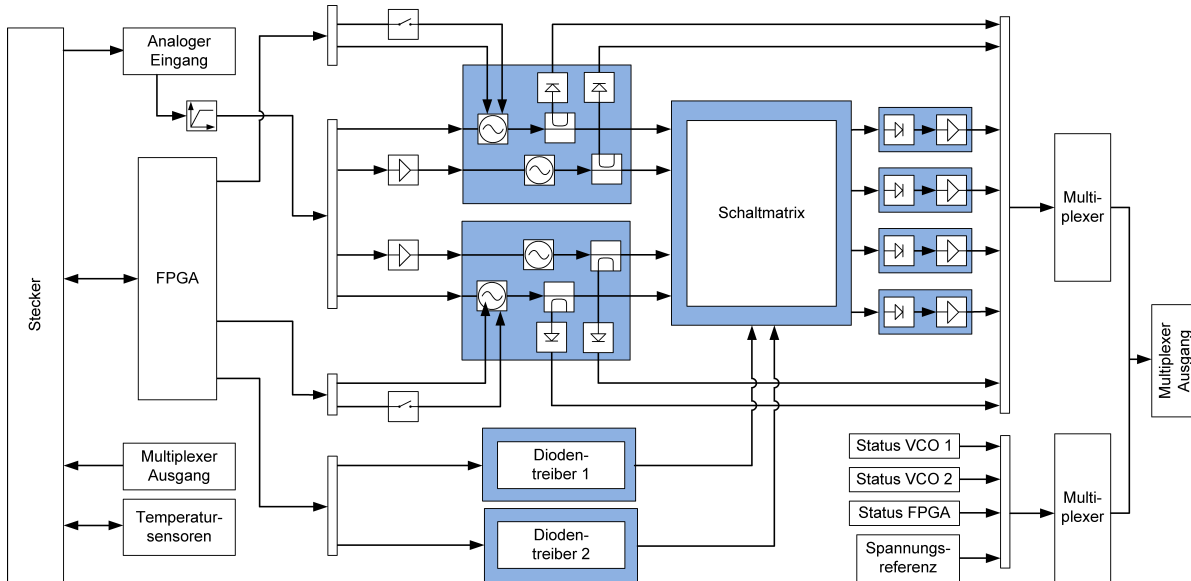 Stecker
Analoger
Eingang
FPGA
Multiplexer
Ausgang
Temperatur-
sensoren
Schaltmatrix
Dioden-
treiber 1
Dioden-
treiber 2
Status VCO 1
Status VCO 2
Status FPGA
Spannungs-
referenz
Multi-
plexer
Multi-
plexer
Multiplexer
Ausgang